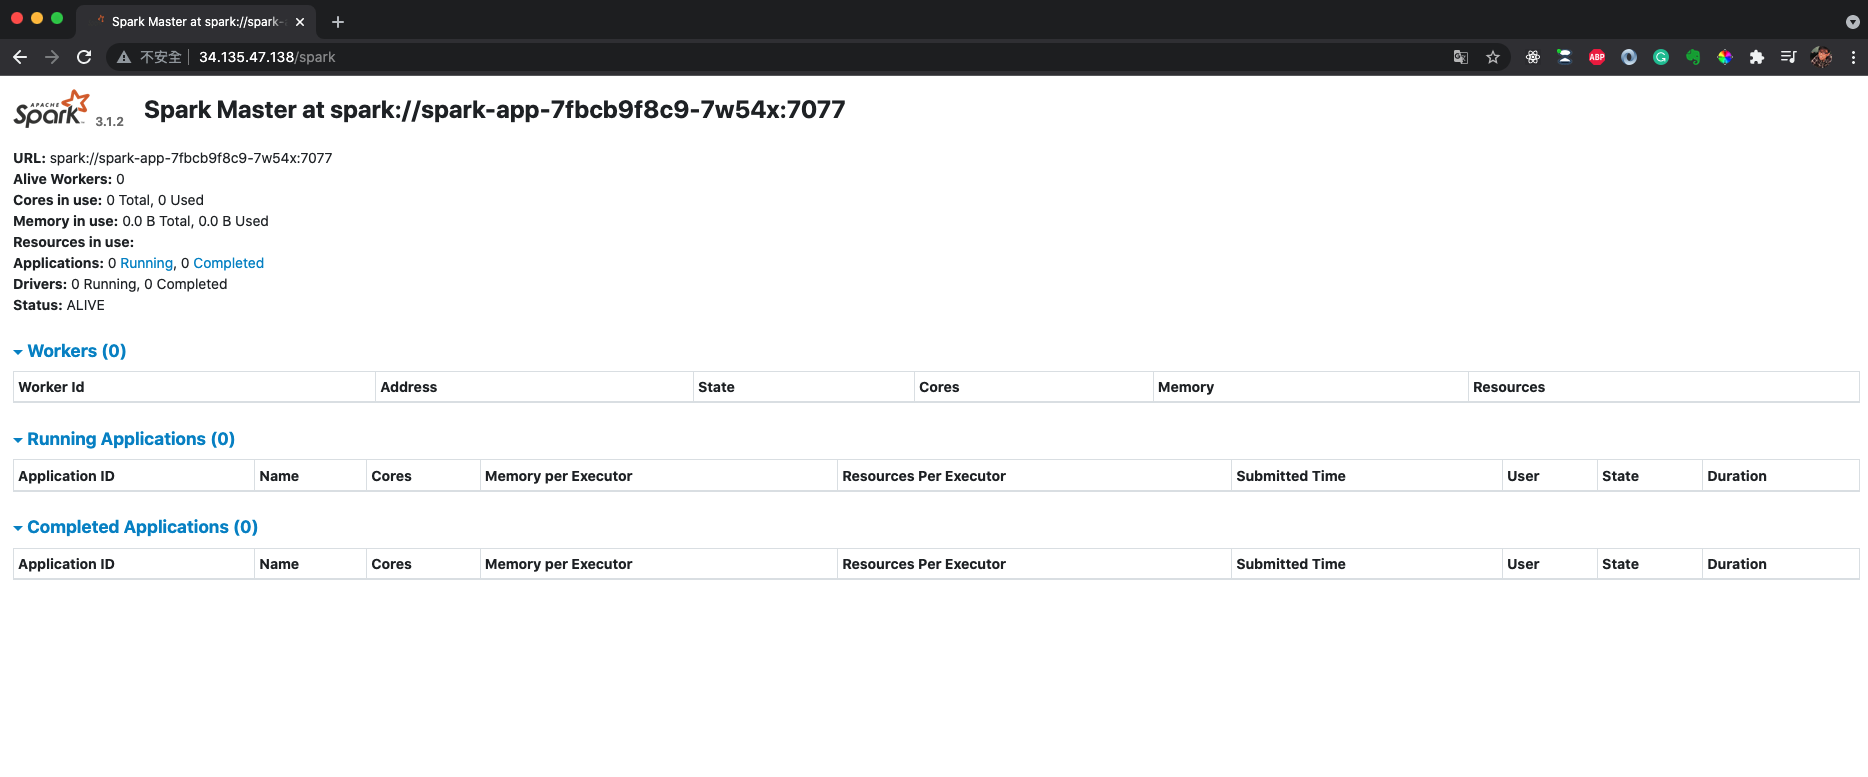 Spark Master at spark://spark-
不安全 34.135.47.138/spark
ABP
APACHE Spark 3.1.2 Spark Master at spark://spark-app-7fbcb9f8c9-7w54x:7077
URL: spark://spark-app-7fbcb9f8c9-7w54x:7077
Alive Workers: 0
Cores in use: 0 Total, 0 Used
Memory in use: 0.0 B Total, 0.0 B Used
Resources in use:
Applications: 0 Running, 0 Completed
Drivers: 0 Running, 0 Completed
Status: ALIVE
Workers (0)
Worker Id Address State Cores Memory Resources
Running Applications (0)
Application ID Name Cores Memory per Executor Resources Per Executor Submitted Time User State Duration
Completed Applications (0)
Application ID Name Cores Memory per Executor Resources Per Executor Submitted Time User State Duration